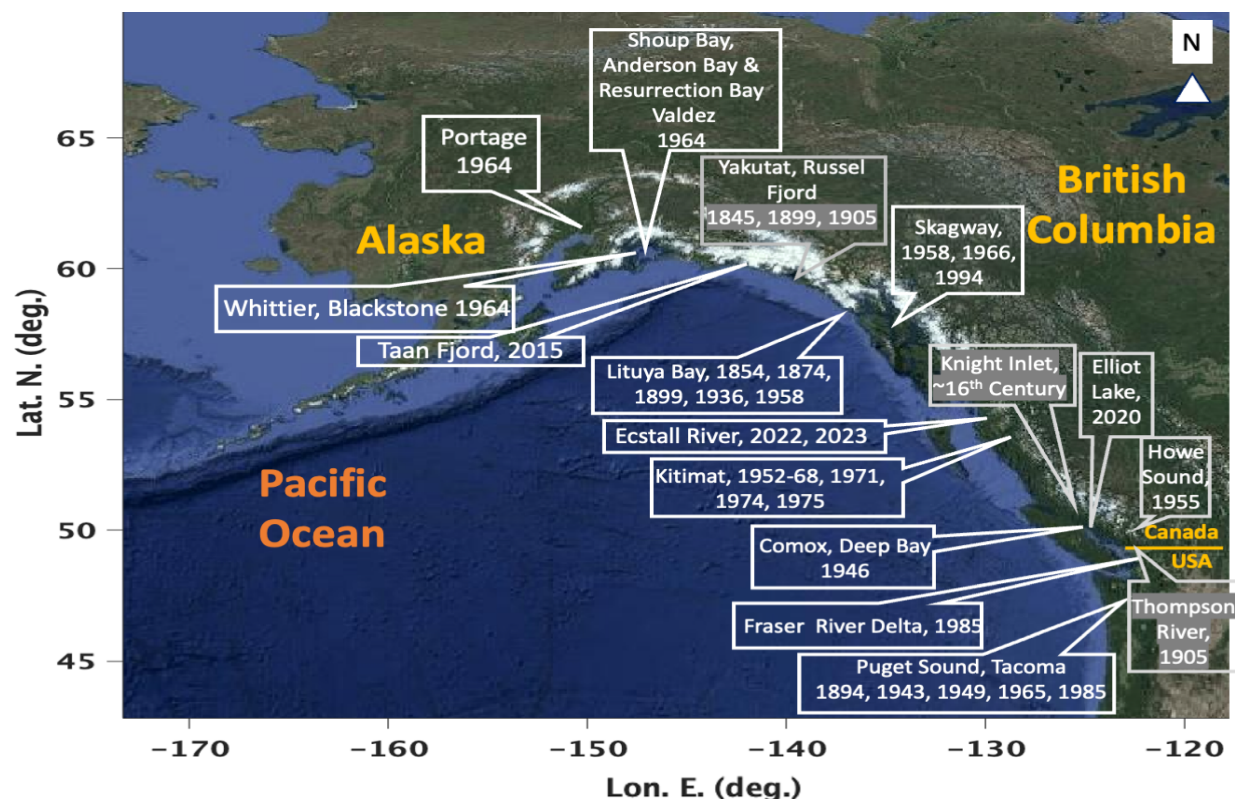 N
Shoup Bay,
Anderson Bay &
Resurrection Bay
Valdez
1964
Portage
1964
Yakutat, Russel
Fjord
1845, 1899, 1905
British
Columbia
Alaska
Skagway,
1958, 1966,
1994
Whittier, Blackstone 1964
Taan Fjord, 2015
Lituya Bay, 1854, 1874,
1899, 1936, 1958
Knight Inlet,
~16th Century
Elliot
Lake,
2020
Ecstall River, 2022, 2023
Howe
Sound,
1955
Kitimat, 1952-68, 1971,
1974, 1975
Pacific
Ocean
Comox, Deep Bay
1946
Canada
USA
Fraser River Delta, 1985
Thompson
River,
1905
Puget Sound, Tacoma
1894, 1943, 1949, 1965, 1985
Lat. N. (deg.)
65
60
55
50
45
−170
−160
−150
−140
−130
−120
Lon. E. (deg.)